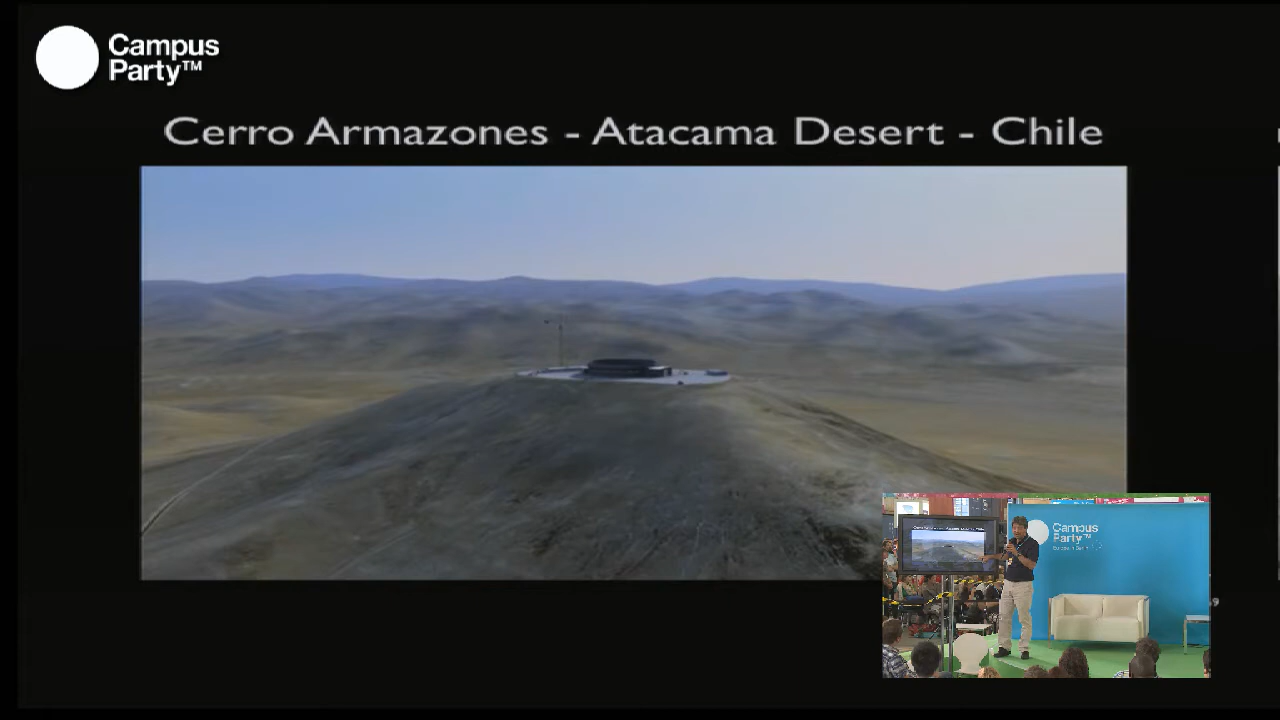 Campus
Party™
Cerro Armazones - Atacama Desert - Chile
Campus
Party™